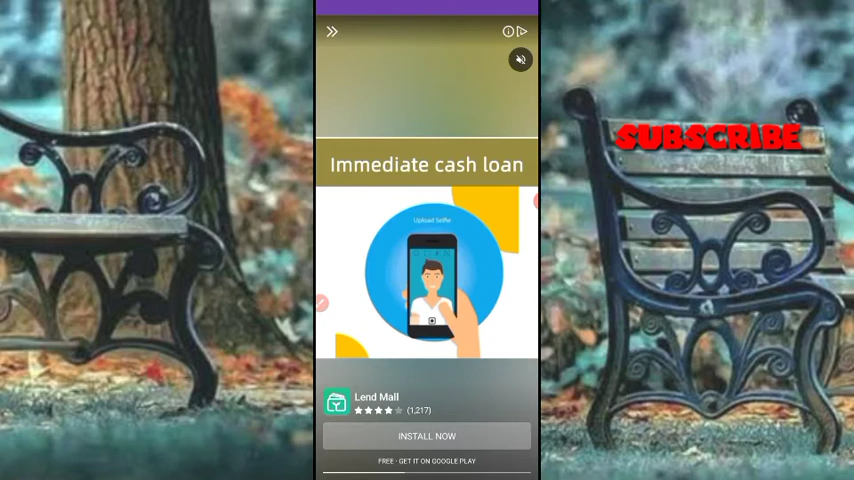 SUBSCRIBE
Immediate cash loan
Upload Selfie
Lend Mall
(1,217)
INSTALL NOW
FREE · GET IT ON GOOGLE PLAY